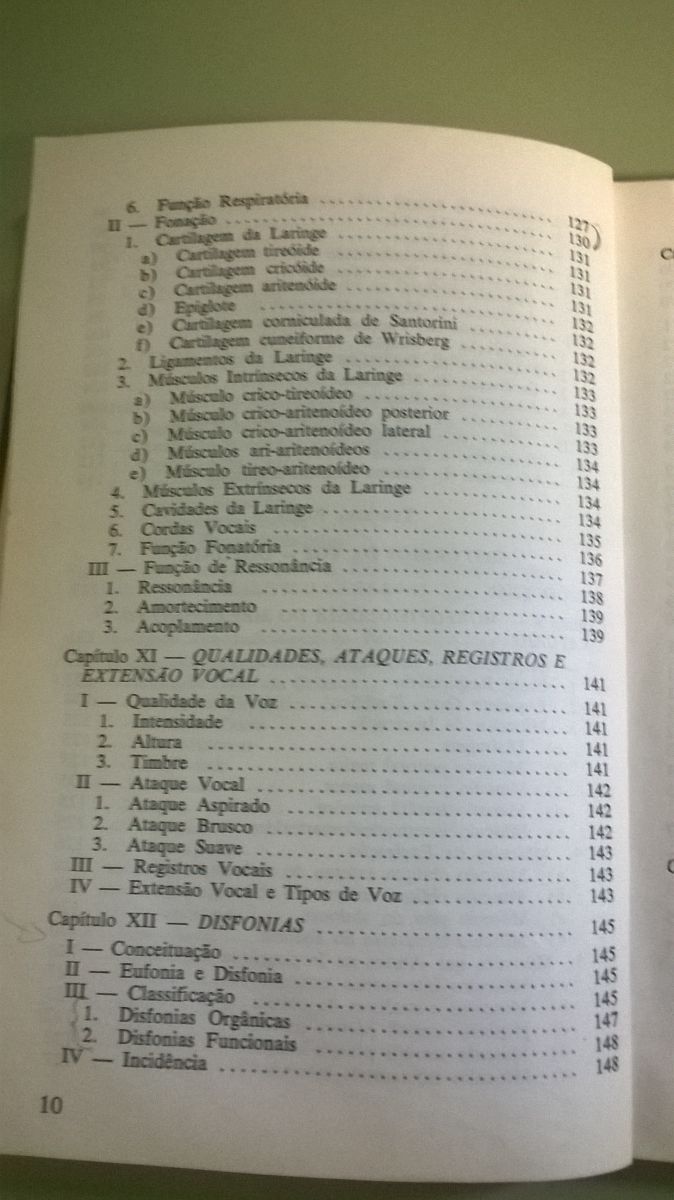 6. Função Respiratória ........ 127
II — Fonação ........ 130
1. Cartilagem da Laringe ........ 131
a) Cartilagem tireóide ........ 131
b) Cartilagem cricóide ........ 131
c) Cartilagem aritenóide ........ 131
d) Epiglote ........ 132
e) Cartilagem corniculada de Santorini ........ 132
f) Cartilagem cuneiforme de Wrisberg ........ 132
2. Ligamentos da Laringe ........ 132
3. Músculos Intrínsecos da Laringe ........ 133
a) Músculo crico-tireoídeo ........ 133
b) Músculo crico-aritenoídeo posterior ........ 133
c) Músculo crico-aritenoídeo lateral ........ 133
d) Músculos ari-aritenoídeos ........ 134
e) Músculo tireo-aritenoídeo ........ 134
4. Músculos Extrínsecos da Laringe ........ 134
5. Cavidades da Laringe ........ 134
6. Cordas Vocais ........ 135
7. Função Fonatória ........ 136
III — Função de Ressonância ........ 137
1. Ressonância ........ 138
2. Amortecimento ........ 139
3. Acoplamento ........ 139
Capítulo XI — QUALIDADES, ATAQUES, REGISTROS E
EXTENSÃO VOCAL ........ 141
I — Qualidade da Voz ........ 141
1. Intensidade ........ 141
2. Altura ........ 141
3. Timbre ........ 141
II — Ataque Vocal ........ 142
1. Ataque Aspirado ........ 142
2. Ataque Brusco ........ 142
3. Ataque Suave ........ 143
III — Registros Vocais ........ 143
IV — Extensão Vocal e Tipos de Voz ........ 143
Capítulo XII — DISFONIAS ........ 145
I — Conceituação ........ 145
II — Eufonia e Disfonia ........ 145
III — Classificação ........ 145
1. Disfonias Orgânicas ........ 147
2. Disfonias Funcionais ........ 148
IV — Incidência ........ 148
10